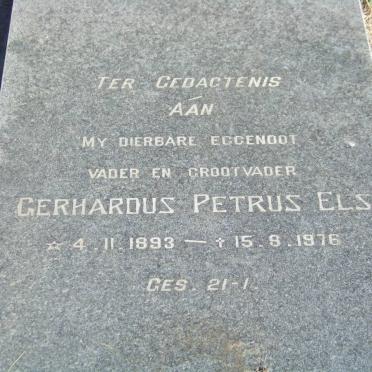 TER GEDACTENIS
AAN
MY DIERBARE EGGENOOT
VADER EN GROOTVADER
GERHARDUS PETRUS ELS
☆ 4.11.1893 — † 15.8.1976
GES. 21-1.